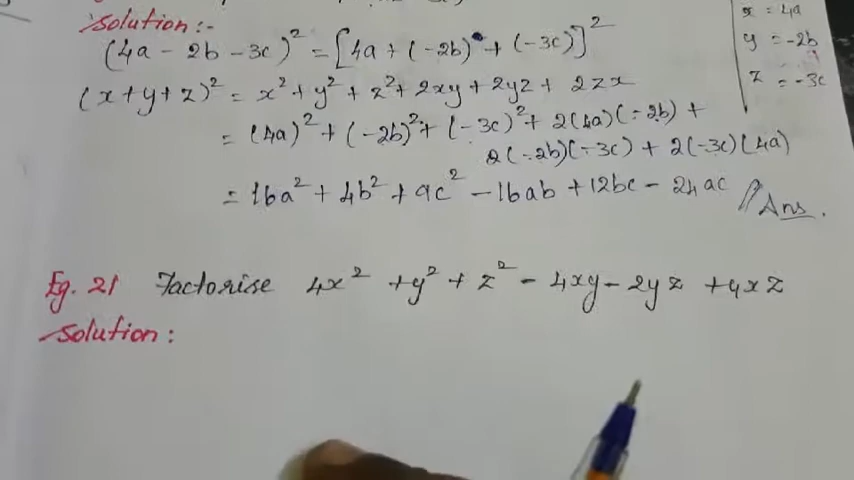 Solution :-
(4a - 2b - 3c)² = [4a + (-2b) + (-3c)]²
(x+y+z)² = x² + y² + z² + 2xy + 2yz + 2zx
= (4a)² + (-2b)² + (-3c)² + 2(4a)(-2b) +
2(-2b)(-3c) + 2(-3c)(4a)
= 16a² + 4b² + 9c² - 16ab + 12bc - 24ac // Ans.
x = 4a
y = -2b
z = -3c
Eg. 21 Factorise 4x² + y² + z² - 4xy - 2yz + 4xz
Solution :